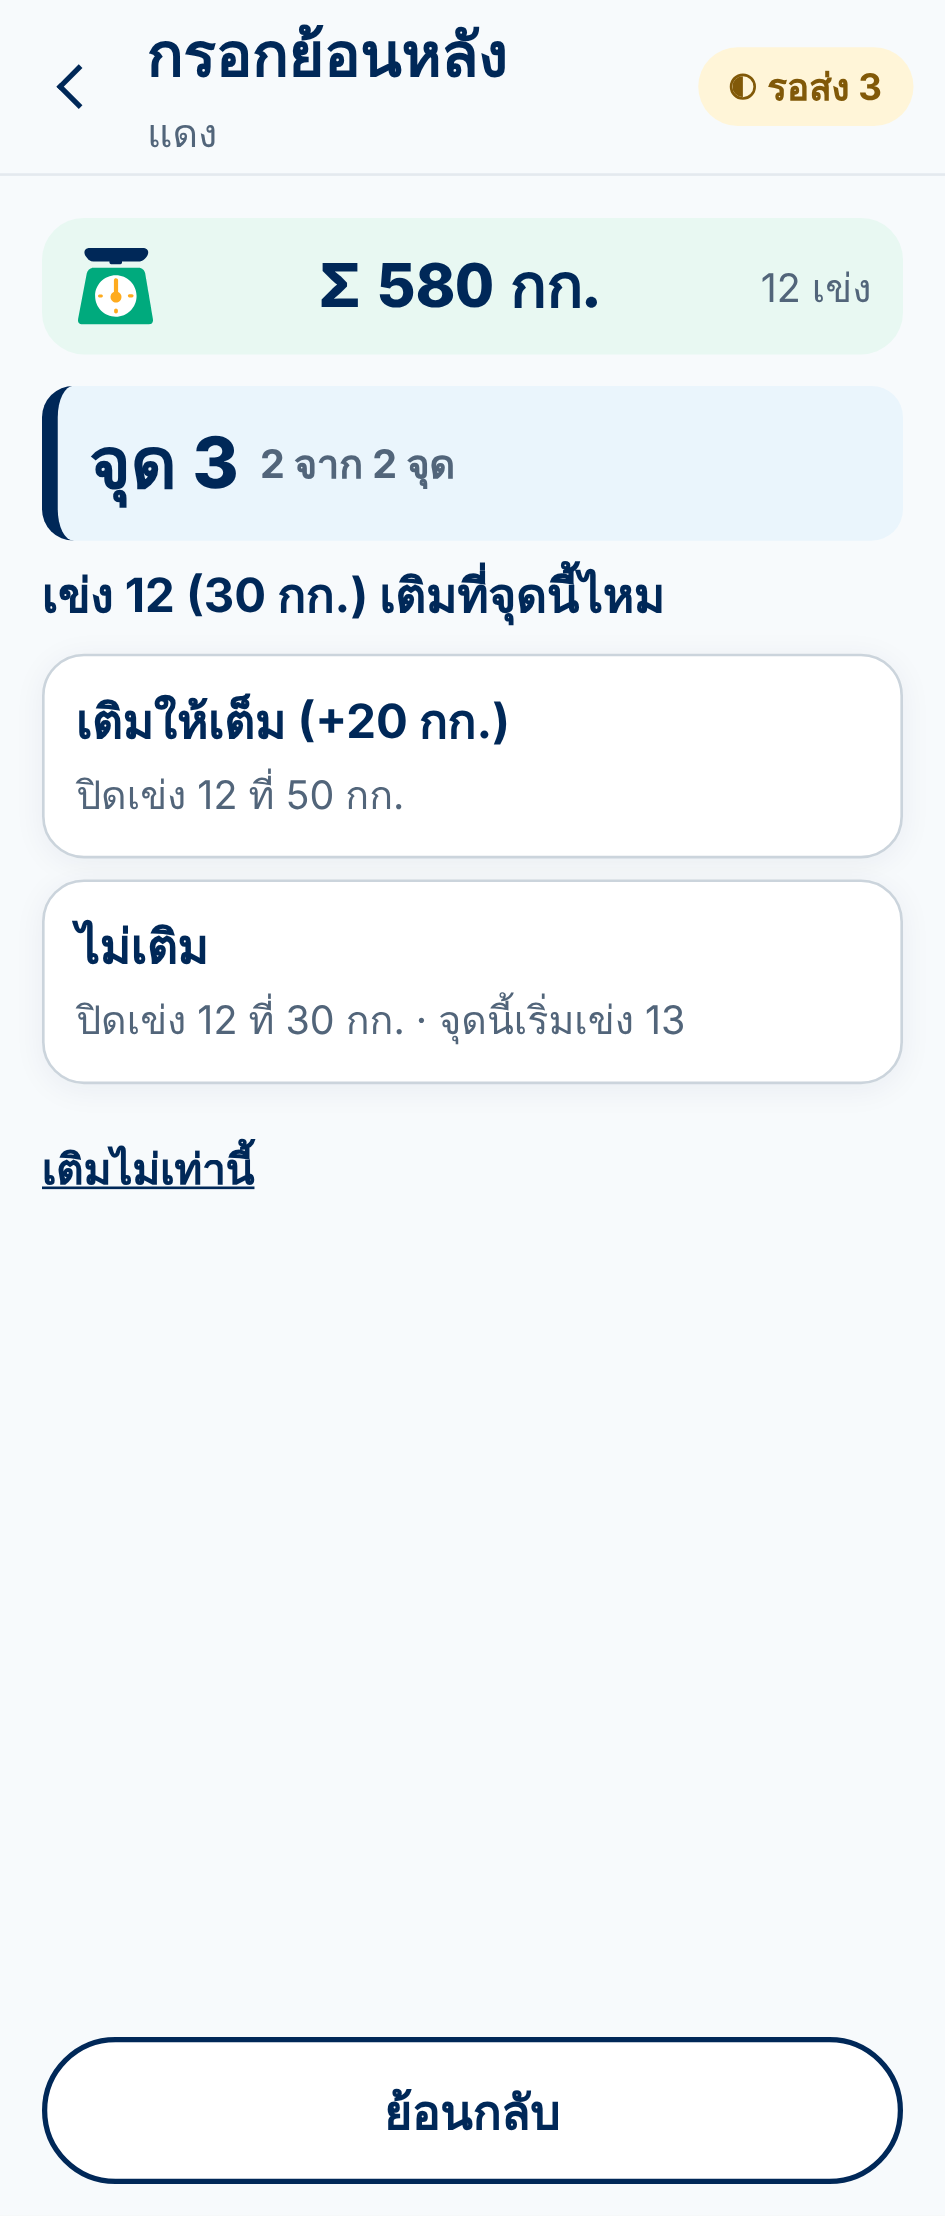 กรอกย้อนหลัง
แดง
รอส่ง 3
Σ 580 กก.
12 เข่ง
จุด 3 2 จาก 2 จุด
เข่ง 12 (30 กก.) เติมที่จุดนี้ไหม
เติมให้เต็ม (+20 กก.)
ปิดเข่ง 12 ที่ 50 กก.
ไม่เติม
ปิดเข่ง 12 ที่ 30 กก. · จุดนี้เริ่มเข่ง 13
เติมไม่เท่านี้
ย้อนกลับ